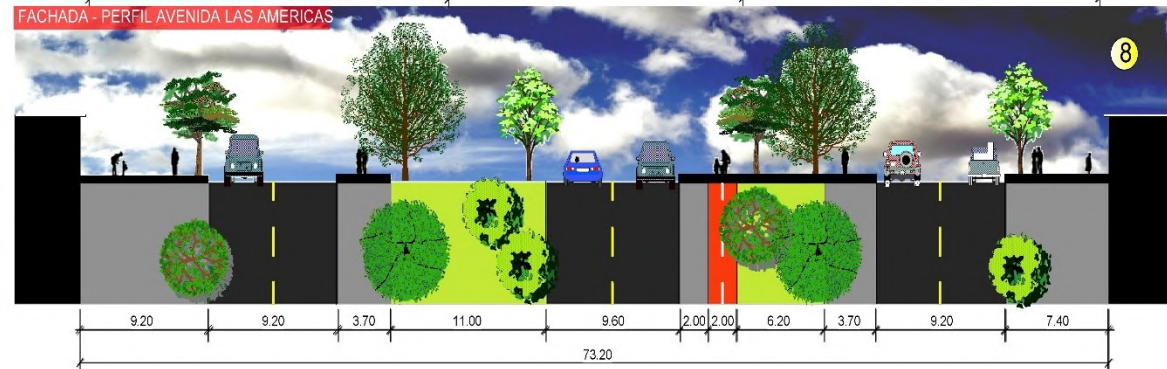 FACHADA - PERFIL AVENIDA LAS AMERICAS
8
9.20 9.20 3.70 11.00 9.60 2.00 2.00 6.20 3.70 9.20 7.40
73.20